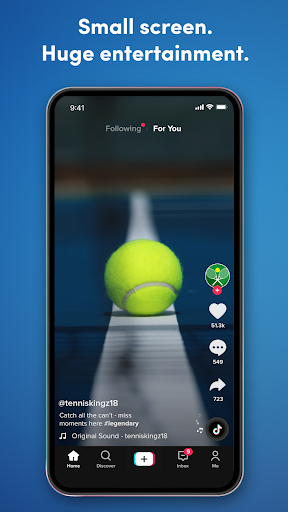 Small screen.
Huge entertainment.
9:41
Following For You
51.3k
549
723
@tenniskingz18
Catch all the can't - miss
moments here #legendary
Original Sound - tenniskingz18
9
Home Discover Inbox Me